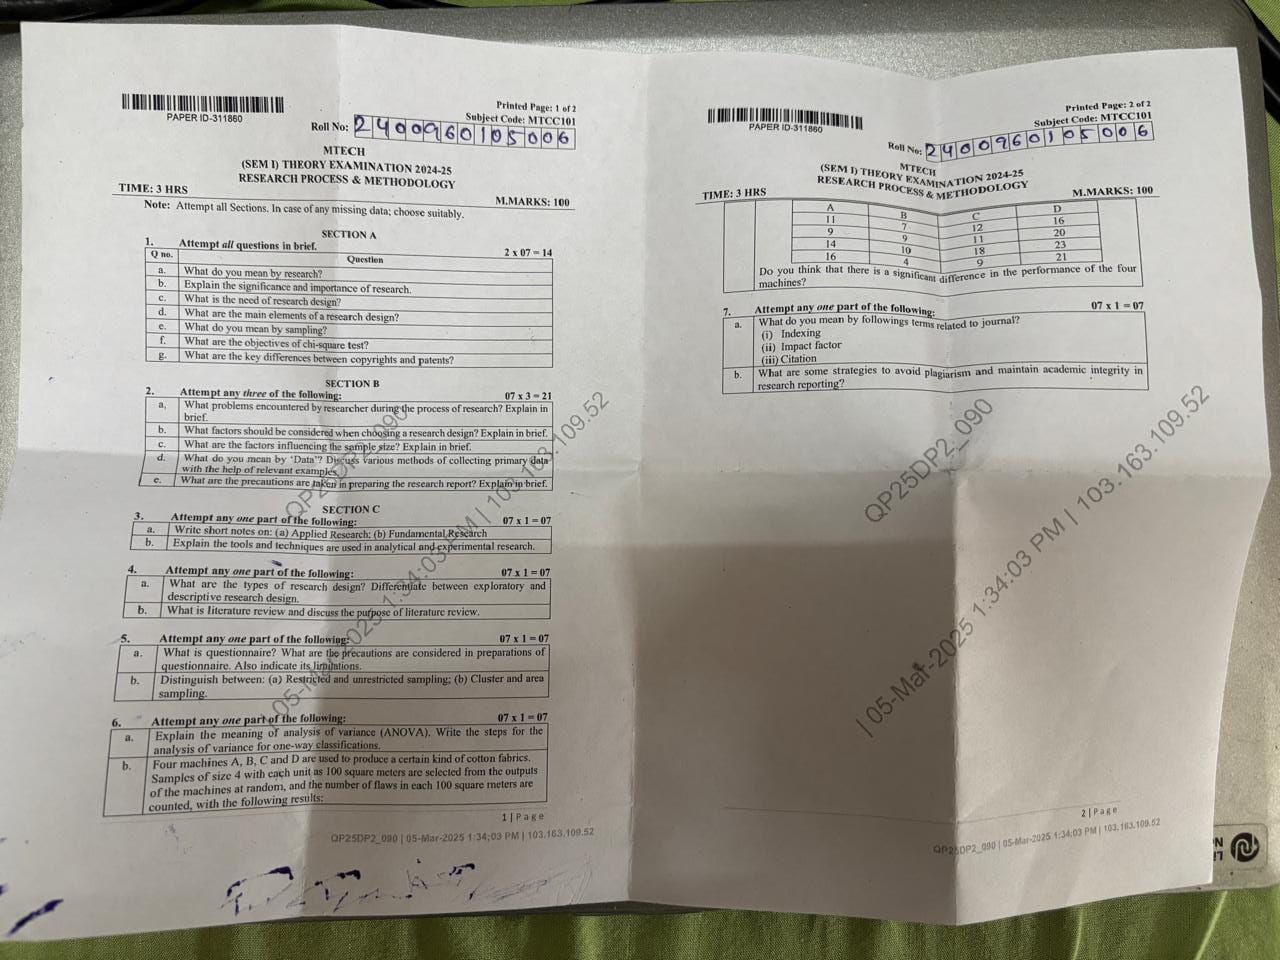 PAPER ID-311860
Printed Page: 1 of 2
Subject Code: MTCC101
Roll No: 2400960105006
MTECH
(SEM I) THEORY EXAMINATION 2024-25
RESEARCH PROCESS & METHODOLOGY
TIME: 3 HRS M.MARKS: 100
Note: Attempt all Sections. In case of any missing data; choose suitably.
SECTION A
1. Attempt all questions in brief. 2 x 07 = 14
Q no. Question
a. What do you mean by research?
b. Explain the significance and importance of research.
c. What is the need of research design?
d. What are the main elements of a research design?
e. What do you mean by sampling?
f. What are the objectives of chi-square test?
g. What are the key differences between copyrights and patents?
SECTION B
2. Attempt any three of the following: 07 x 3 = 21
a. What problems encountered by researcher during the process of research? Explain in
brief.
b. What factors should be considered when choosing a research design? Explain in brief.
c. What are the factors influencing the sample size? Explain in brief.
d. What do you mean by 'Data'? Discuss various methods of collecting primary data
with the help of relevant examples.
e. What are the precautions are taken in preparing the research report? Explain in brief.
SECTION C
3. Attempt any one part of the following: 07 x 1 = 07
a. Write short notes on: (a) Applied Research; (b) Fundamental Research
b. Explain the tools and techniques are used in analytical and experimental research.
4. Attempt any one part of the following: 07 x 1 = 07
a. What are the types of research design? Differentiate between exploratory and
descriptive research design.
b. What is literature review and discuss the purpose of literature review.
5. Attempt any one part of the following: 07 x 1 = 07
a. What is questionnaire? What are the precautions are considered in preparations of
questionnaire. Also indicate its limitations.
b. Distinguish between: (a) Restricted and unrestricted sampling; (b) Cluster and area
sampling.
6. Attempt any one part of the following: 07 x 1 = 07
a. Explain the meaning of analysis of variance (ANOVA). Write the steps for the
analysis of variance for one-way classifications.
b. Four machines A, B, C and D are used to produce a certain kind of cotton fabrics.
Samples of size 4 with each unit as 100 square meters are selected from the outputs
of the machines at random, and the number of flaws in each 100 square meters are
counted, with the following results:
1 | Page
QP25DP2_090 | 05-Mar-2025 1:34:03 PM | 103.163.109.52
QP25DP2_090
| 05-Mar-2025 1:34:03 PM | 103.163.109.52
PAPER ID-311860
Printed Page: 2 of 2
Subject Code: MTCC101
Roll No: 2400960105006
MTECH
(SEM I) THEORY EXAMINATION 2024-25
RESEARCH PROCESS & METHODOLOGY
TIME: 3 HRS M.MARKS: 100
A B C D
11 7 12 16
9 9 11 20
14 10 18 23
16 4 9 21
Do you think that there is a significant difference in the performance of the four
machines?
7. Attempt any one part of the following: 07 x 1 = 07
a. What do you mean by followings terms related to journal?
(i) Indexing
(ii) Impact factor
(iii) Citation
b. What are some strategies to avoid plagiarism and maintain academic integrity in
research reporting?
QP25DP2_090
| 05-Mar-2025 1:34:03 PM | 103.163.109.52
2 | Page
QP25DP2_090 | 05-Mar-2025 1:34:03 PM | 103.163.109.52